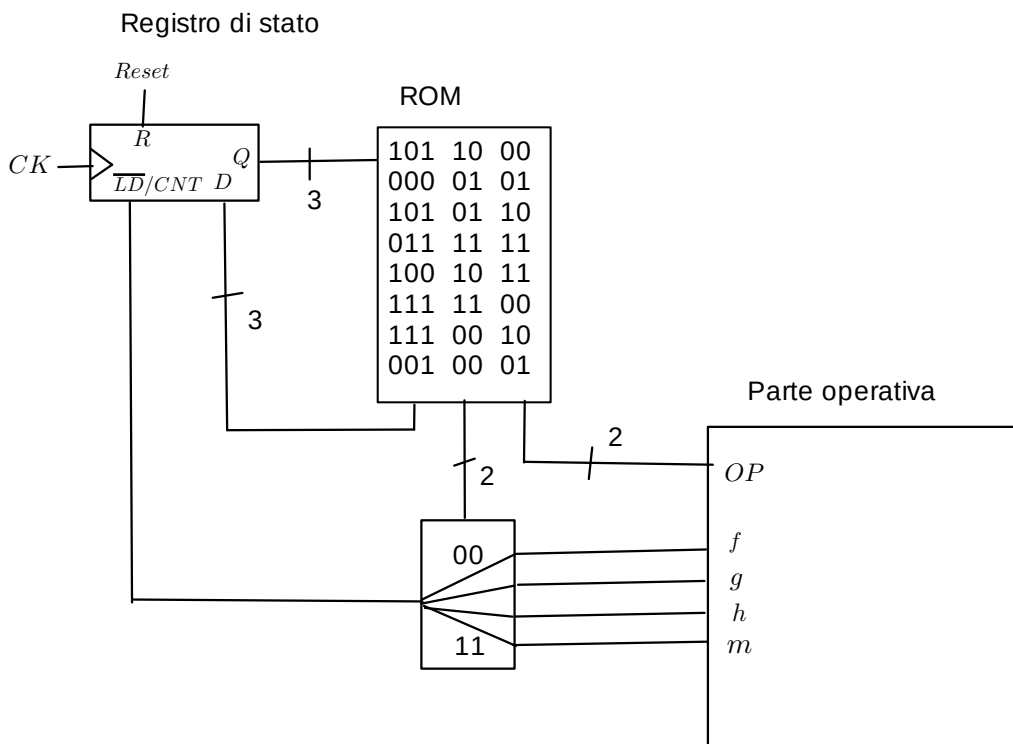 Registro di stato
Reset
ROM
R
CK
Q
LD/CNT D
3
3
101 10 00
000 01 01
101 01 10
011 11 11
100 10 11
111 11 00
111 00 10
001 00 01
Parte operativa
2
2
OP
00
11
f
g
h
m